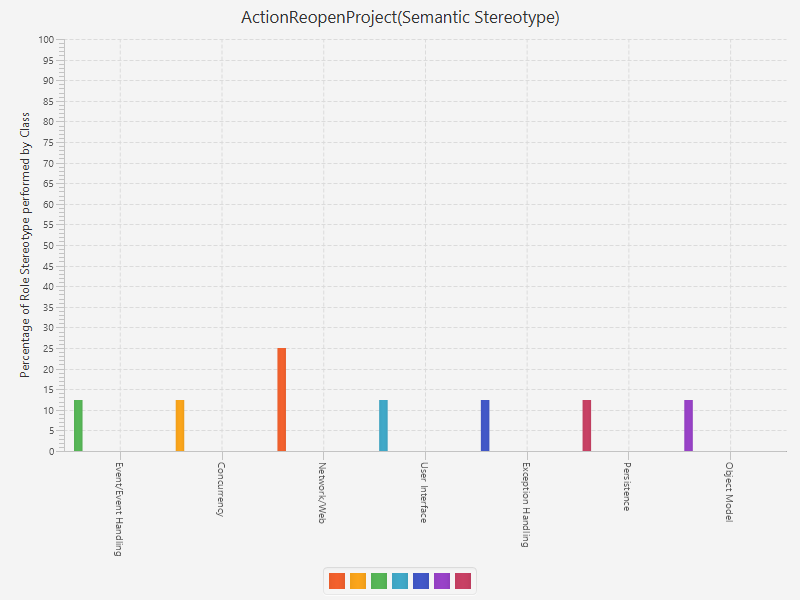 ActionReopenProject(Semantic Stereotype)
Percentage of Role Stereotype performed by Class
100
95
90
85
80
75
70
65
60
55
50
45
40
35
30
25
20
15
10
5
0
Event/Event Handling
Concurrency
Network/Web
User Interface
Exception Handling
Persistence
Object Model